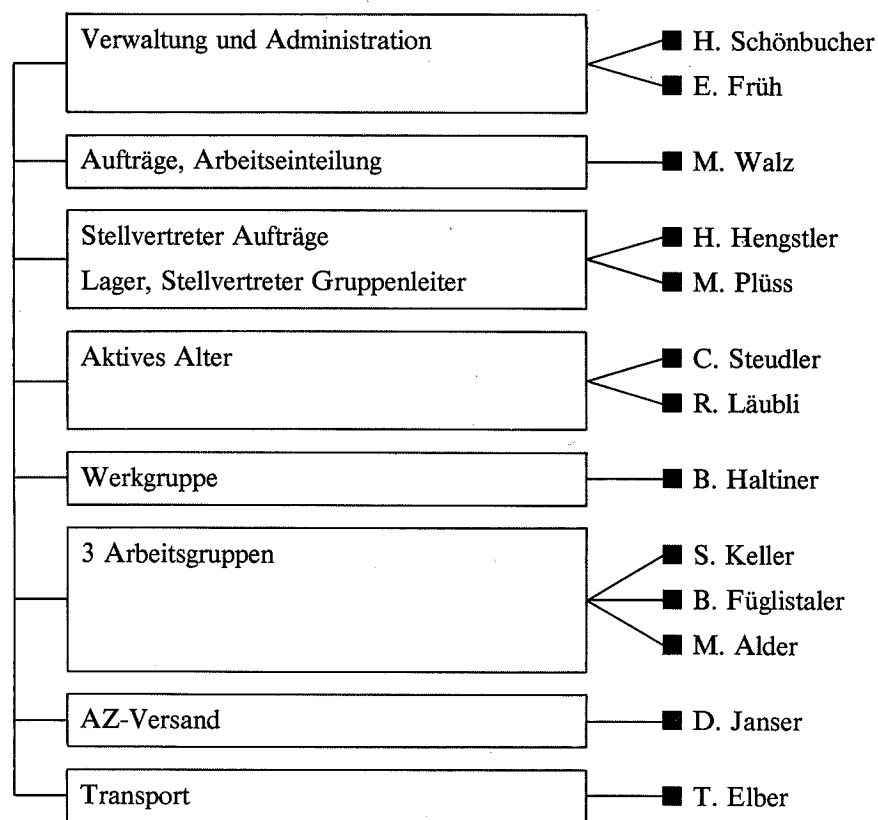 Verwaltung und Administration
H. Schönbucher
E. Früh
Aufträge, Arbeitseinteilung
M. Walz
Stellvertreter Aufträge
Lager, Stellvertreter Gruppenleiter
H. Hengstler
M. Plüss
Aktives Alter
C. Steudler
R. Läubli
Werkgruppe
B. Haltiner
3 Arbeitsgruppen
S. Keller
B. Füglistaler
M. Alder
AZ-Versand
D. Janser
Transport
T. Elber